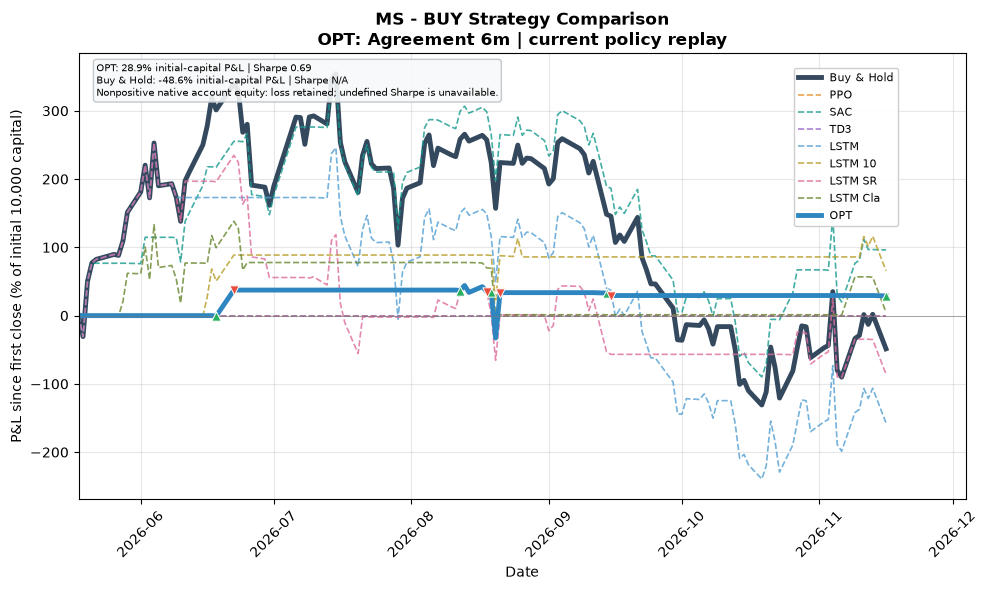 MS - BUY Strategy Comparison
OPT: Agreement 6m | current policy replay
OPT: 28.9% initial-capital P&L | Sharpe 0.69
Buy & Hold: -48.6% initial-capital P&L | Sharpe N/A
Nonpositive native account equity: loss retained; undefined Sharpe is unavailable.
Buy & Hold
PPO
SAC
TD3
LSTM
LSTM 10
LSTM SR
LSTM Cla
OPT
P&L since first close (% of initial 10,000 capital)
300
200
100
0
−100
−200
2026-06
2026-07
2026-08
2026-09
2026-10
2026-11
2026-12
Date